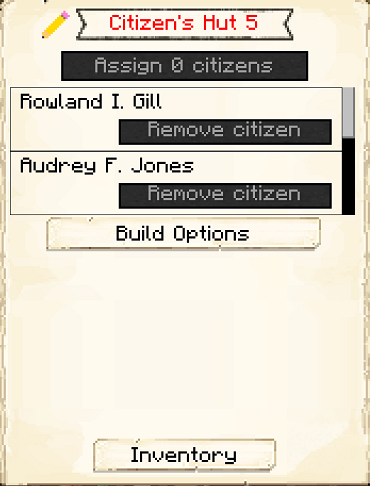 Citizen's Hut 5
Assign 0 citizens
Rowland I. Gill
Remove citizen
Audrey F. Jones
Remove citizen
Build Options
Inventory